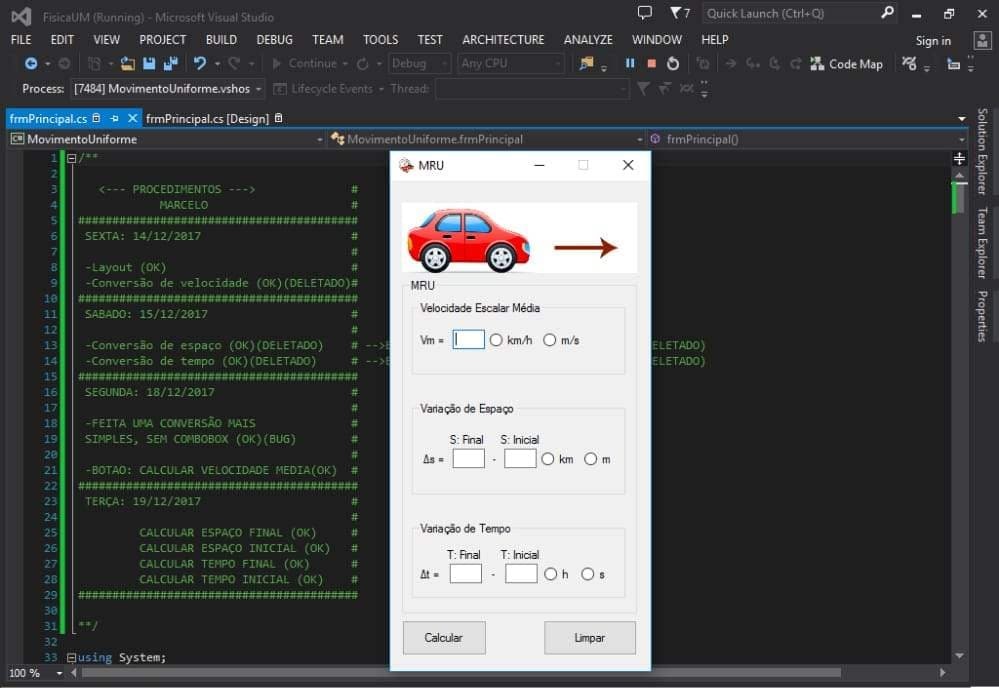 FisicaUM (Running) - Microsoft Visual Studio
7
Quick Launch (Ctrl+Q)
FILE EDIT VIEW PROJECT BUILD DEBUG TEAM TOOLS TEST ARCHITECTURE ANALYZE WINDOW HELP
Sign in
Continue Debug Any CPU Code Map
Process: [7484] MovimentoUniforme.vshos Lifecycle Events Thread:
frmPrincipal.cs frmPrincipal.cs [Design]
MovimentoUniforme MovimentoUniforme.frmPrincipal frmPrincipal()
1 /**
2
3 <--- PROCEDIMENTOS ---> #
4 MARCELO #
5 #########################################
6 SEXTA: 14/12/2017 #
7 #
8 -Layout (OK) #
9 -Conversão de velocidade (OK)(DELETADO)#
10 #########################################
11 SABADO: 15/12/2017 #
12 #
13 -Conversão de espaço (OK)(DELETADO) # --> ELETADO)
14 -Conversão de tempo (OK)(DELETADO) # --> ELETADO)
15 #########################################
16 SEGUNDA: 18/12/2017 #
17 #
18 -FEITA UMA CONVERSÃO MAIS #
19 SIMPLES, SEM COMBOBOX (OK)(BUG) #
20 #
21 -BOTAO: CALCULAR VELOCIDADE MEDIA(OK) #
22 #########################################
23 TERÇA: 19/12/2017 #
24 #
25 CALCULAR ESPAÇO FINAL (OK) #
26 CALCULAR ESPAÇO INICIAL (OK) #
27 CALCULAR TEMPO FINAL (OK) #
28 CALCULAR TEMPO INICIAL (OK) #
29 #########################################
30
31 **/
32
33 using System;
100 %
MRU
MRU
Velocidade Escalar Média
Vm = km/h m/s
Variação de Espaço
S: Final S: Inicial
Δs = - km m
Variação de Tempo
T: Final T: Inicial
Δt = - h s
Calcular Limpar
Solution Explorer
Team Explorer
Properties